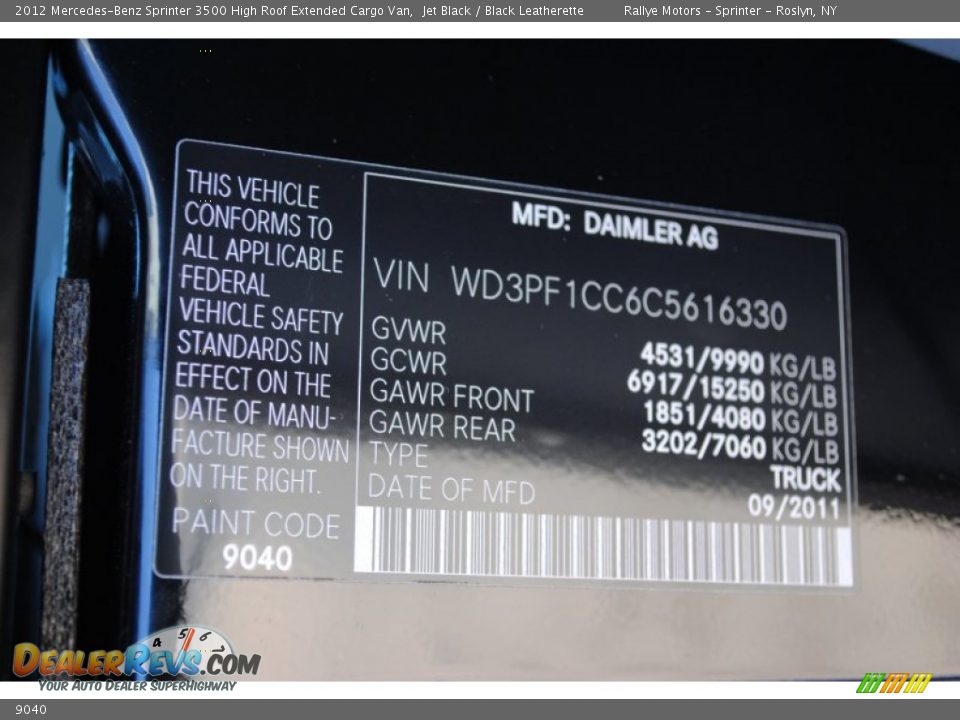 2012 Mercedes-Benz Sprinter 3500 High Roof Extended Cargo Van, Jet Black / Black Leatherette Rallye Motors - Sprinter - Roslyn, NY
THIS VEHICLE
CONFORMS TO
ALL APPLICABLE
FEDERAL
VEHICLE SAFETY
STANDARDS IN
EFFECT ON THE
DATE OF MANU-
FACTURE SHOWN
ON THE RIGHT.
PAINT CODE
9040
MFD: DAIMLER AG
VIN WD3PF1CC6C5616330
GVWR 4531/9990 KG/LB
GCWR 6917/15250 KG/LB
GAWR FRONT 1851/4080 KG/LB
GAWR REAR 3202/7060 KG/LB
TYPE TRUCK
DATE OF MFD 09/2011
4 5 6
DEALERREVS.COM
YOUR AUTO DEALER SUPERHIGHWAY
9040